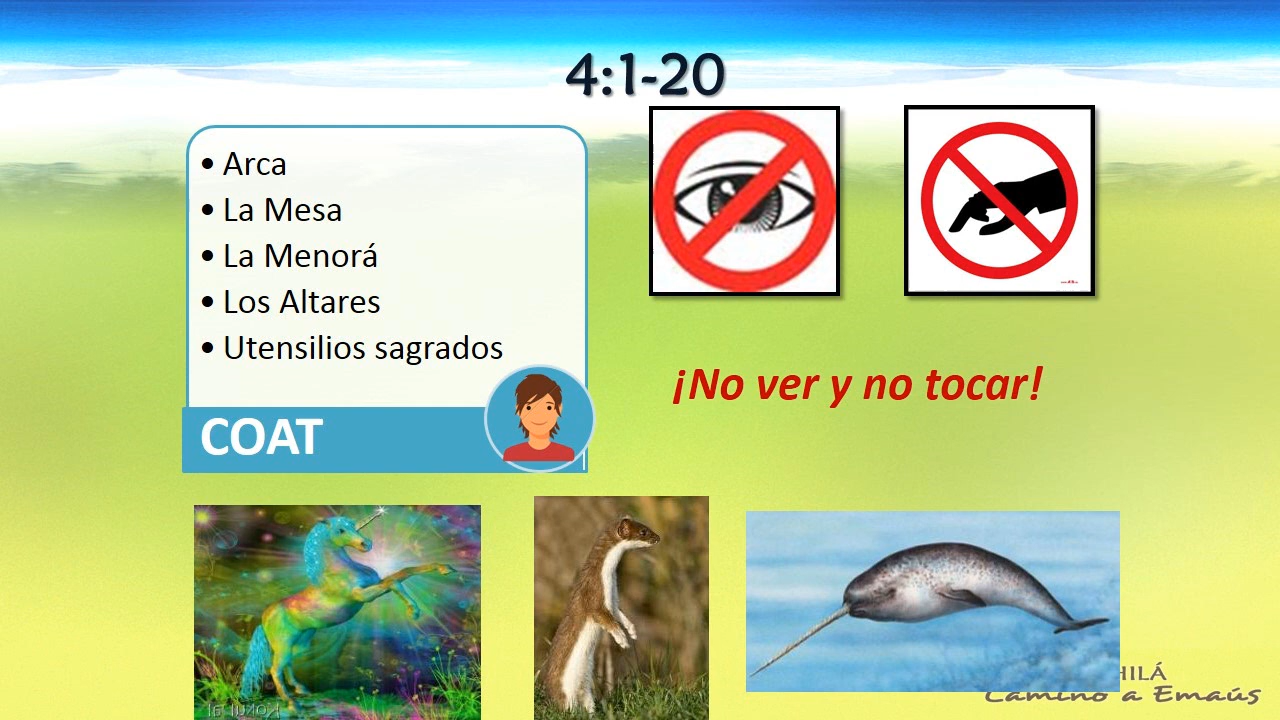 4:1-20
• Arca
• La Mesa
• La Menorá
• Los Altares
• Utensilios sagrados
COAT
¡No ver y no tocar!
Camino a Emaús